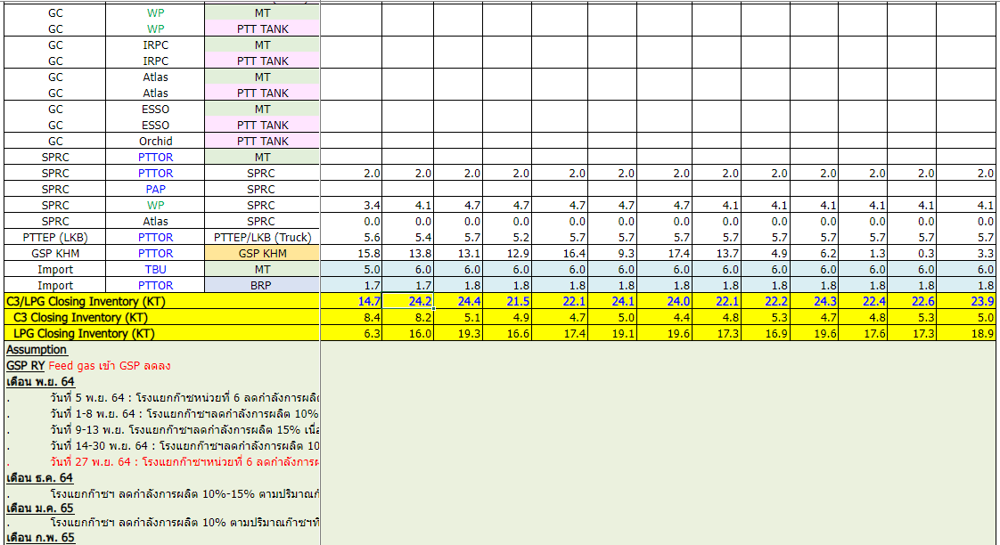 GC WP MT
GC WP PTT TANK
GC IRPC MT
GC IRPC PTT TANK
GC Atlas MT
GC Atlas PTT TANK
GC ESSO MT
GC ESSO PTT TANK
GC Orchid PTT TANK
SPRC PTTOR MT
SPRC PTTOR SPRC 2.0 2.0 2.0 2.0 2.0 2.0 2.0 2.0 2.0 2.0 2.0 2.0 2.0
SPRC PAP SPRC
SPRC WP SPRC 3.4 4.1 4.7 4.7 4.7 4.7 4.7 4.1 4.1 4.1 4.1 4.1 4.1
SPRC Atlas SPRC 0.0 0.0 0.0 0.0 0.0 0.0 0.0 0.0 0.0 0.0 0.0 0.0 0.0
PTTEP (LKB) PTTOR PTTEP/LKB (Truck) 5.6 5.4 5.7 5.2 5.7 5.7 5.7 5.7 5.7 5.7 5.7 5.7 5.7
GSP KHM PTTOR GSP KHM 15.8 13.8 13.1 12.9 16.4 9.3 17.4 13.7 4.9 6.2 1.3 0.3 3.3
Import TBU MT 5.0 6.0 6.0 6.0 6.0 6.0 6.0 6.0 6.0 6.0 6.0 6.0 6.0
Import PTTOR BRP 1.7 1.7 1.8 1.8 1.8 1.8 1.8 1.8 1.8 1.8 1.8 1.8 1.8
C3/LPG Closing Inventory (KT) 14.7 24.2 24.4 21.5 22.1 24.1 24.0 22.1 22.2 24.3 22.4 22.6 23.9
C3 Closing Inventory (KT) 8.4 8.2 5.1 4.9 4.7 5.0 4.4 4.8 5.3 4.7 4.8 5.3 5.0
LPG Closing Inventory (KT) 6.3 16.0 19.3 16.6 17.4 19.1 19.6 17.3 16.9 19.6 17.6 17.3 18.9
Assumption
GSP RY Feed gas เข้า GSP ลดลง
เดือน พ.ย. 64
. วันที่ 5 พ.ย. 64 : โรงแยกก๊าซหน่วยที่ 6 ลดกำลังการผลิต
. วันที่ 1-8 พ.ย. 64 : โรงแยกก๊าซฯลดกำลังการผลิต 10%
. วันที่ 9-13 พ.ย. โรงแยกก๊าซฯลดกำลังการผลิต 15% เนื่อ
. วันที่ 14-30 พ.ย. 64 : โรงแยกก๊าซฯลดกำลังการผลิต 10
. วันที่ 27 พ.ย. 64 : โรงแยกก๊าซฯหน่วยที่ 6 ลดกำลังการผ
เดือน ธ.ค. 64
. โรงแยกก๊าซฯ ลดกำลังการผลิต 10%-15% ตามปริมาณก๊
เดือน ม.ค. 65
. โรงแยกก๊าซฯ ลดกำลังการผลิต 10% ตามปริมาณก๊าซฯที่
เดือน ก.พ. 65